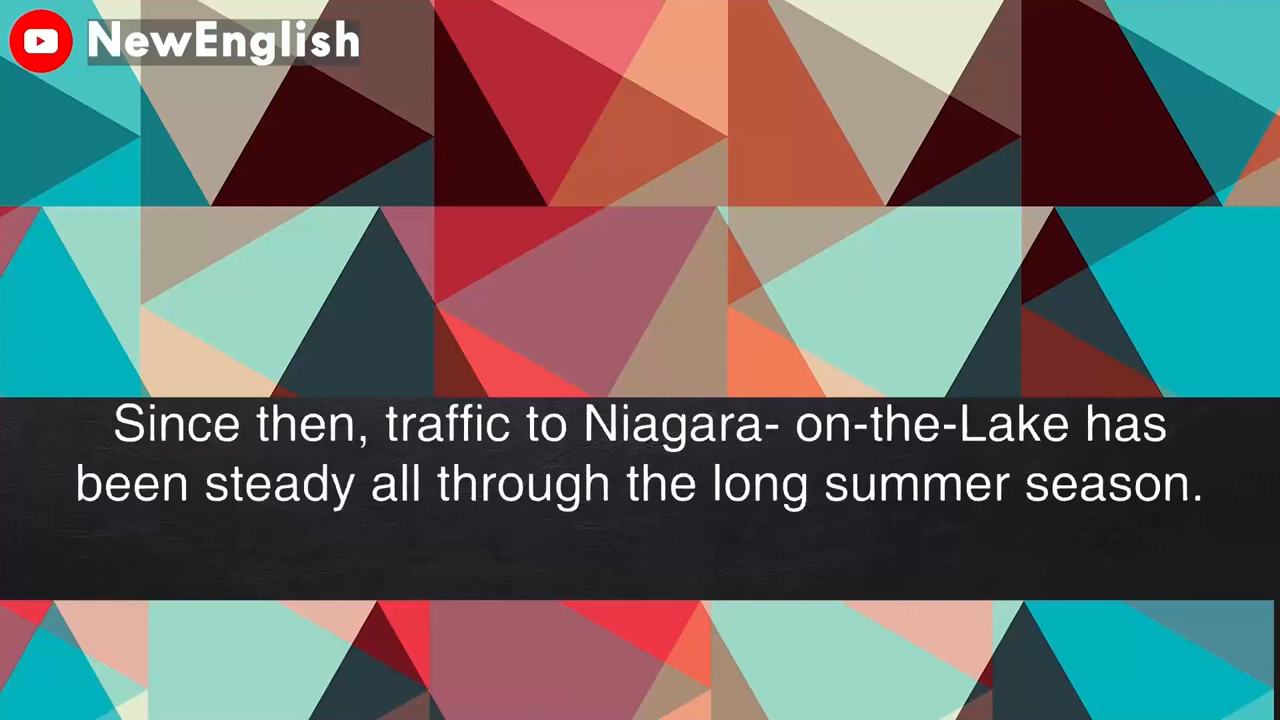 NewEnglish
Since then, traffic to Niagara- on-the-Lake has
been steady all through the long summer season.